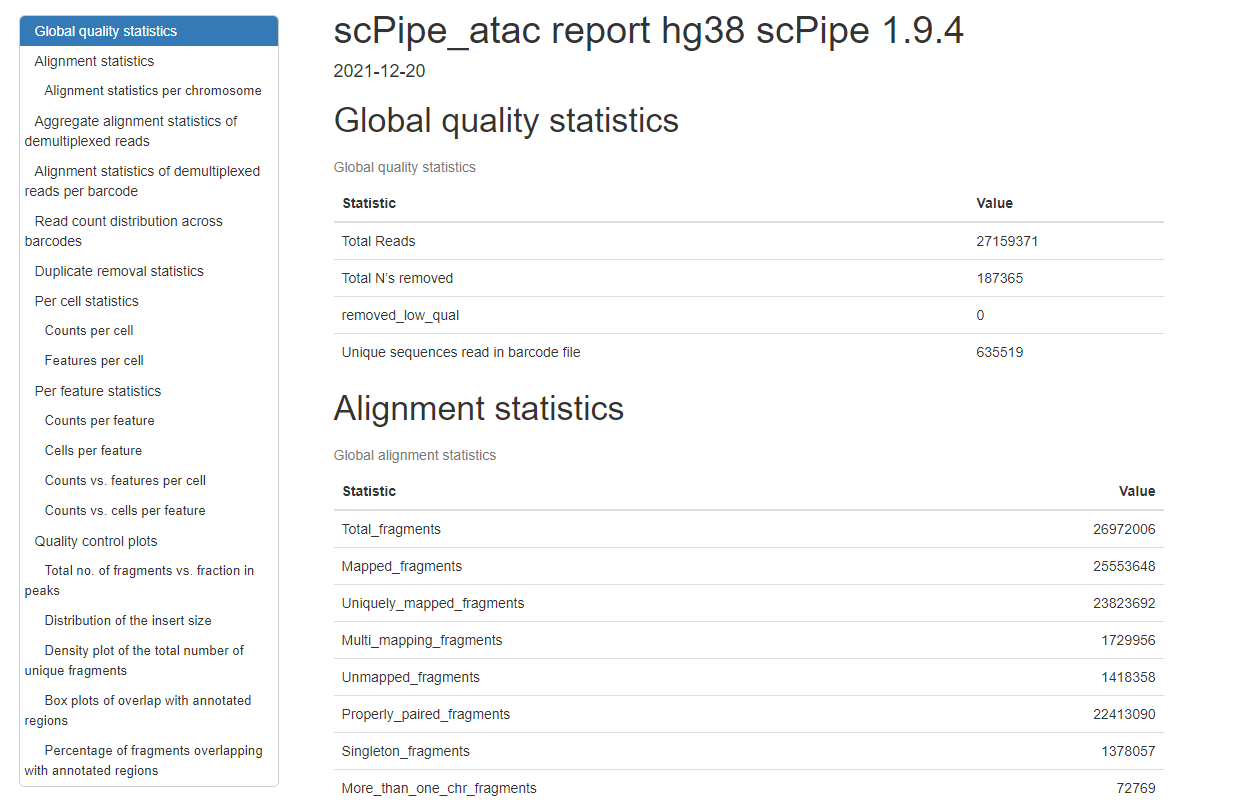 Global quality statistics
Alignment statistics
Alignment statistics per chromosome
Aggregate alignment statistics of
demultiplexed reads
Alignment statistics of demultiplexed
reads per barcode
Read count distribution across
barcodes
Duplicate removal statistics
Per cell statistics
Counts per cell
Features per cell
Per feature statistics
Counts per feature
Cells per feature
Counts vs. features per cell
Counts vs. cells per feature
Quality control plots
Total no. of fragments vs. fraction in
peaks
Distribution of the insert size
Density plot of the total number of
unique fragments
Box plots of overlap with annotated
regions
Percentage of fragments overlapping
with annotated regions
scPipe_atac report hg38 scPipe 1.9.4
2021-12-20
Global quality statistics
Global quality statistics
Statistic Value
Total Reads 27159371
Total N’s removed 187365
removed_low_qual 0
Unique sequences read in barcode file 635519
Alignment statistics
Global alignment statistics
Statistic Value
Total_fragments 26972006
Mapped_fragments 25553648
Uniquely_mapped_fragments 23823692
Multi_mapping_fragments 1729956
Unmapped_fragments 1418358
Properly_paired_fragments 22413090
Singleton_fragments 1378057
More_than_one_chr_fragments 72769